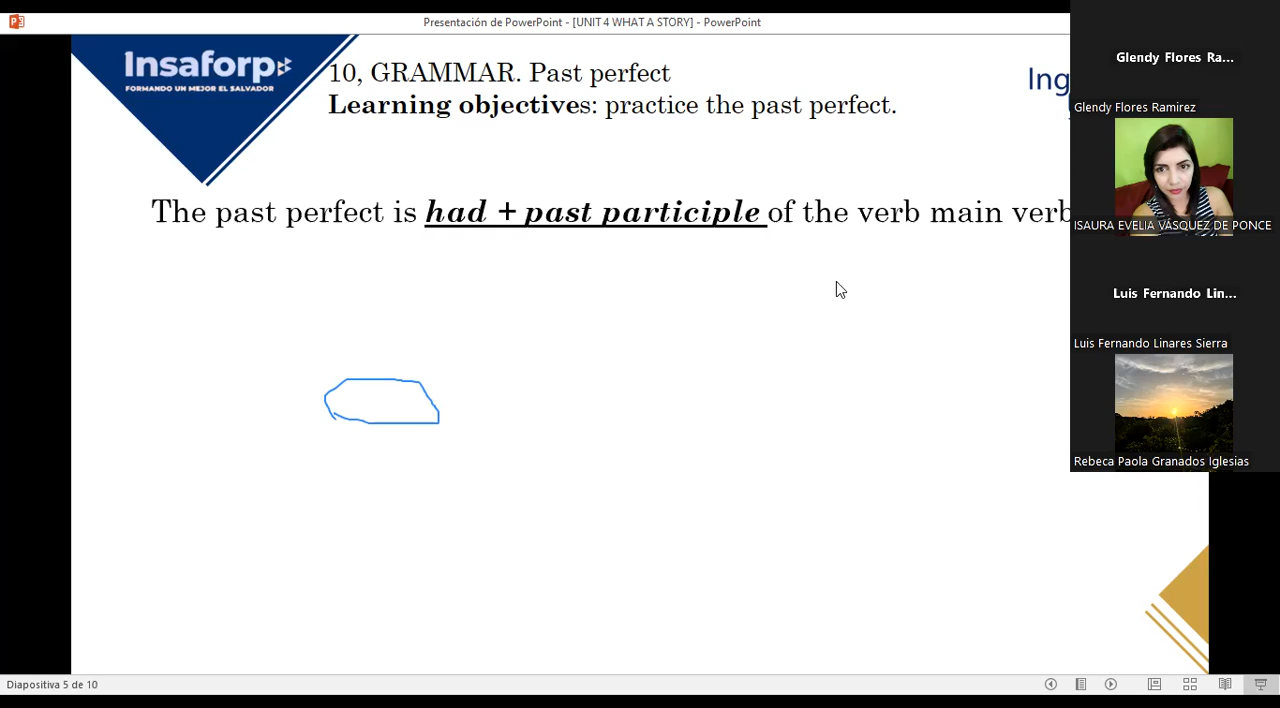 Presentación de PowerPoint - [UNIT 4 WHAT A STORY] - PowerPoint
Insaforp
FORMANDO UN MEJOR EL SALVADOR
10, GRAMMAR. Past perfect
Learning objectives: practice the past perfect.
Ing
The past perfect is had + past participle of the verb main verb
Glendy Flores Ra...
Glendy Flores Ramirez
ISAURA EVELIA VÁSQUEZ DE PONCE
Luis Fernando Lin...
Luis Fernando Linares Sierra
Rebeca Paola Granados Iglesias
Diapositiva 5 de 10